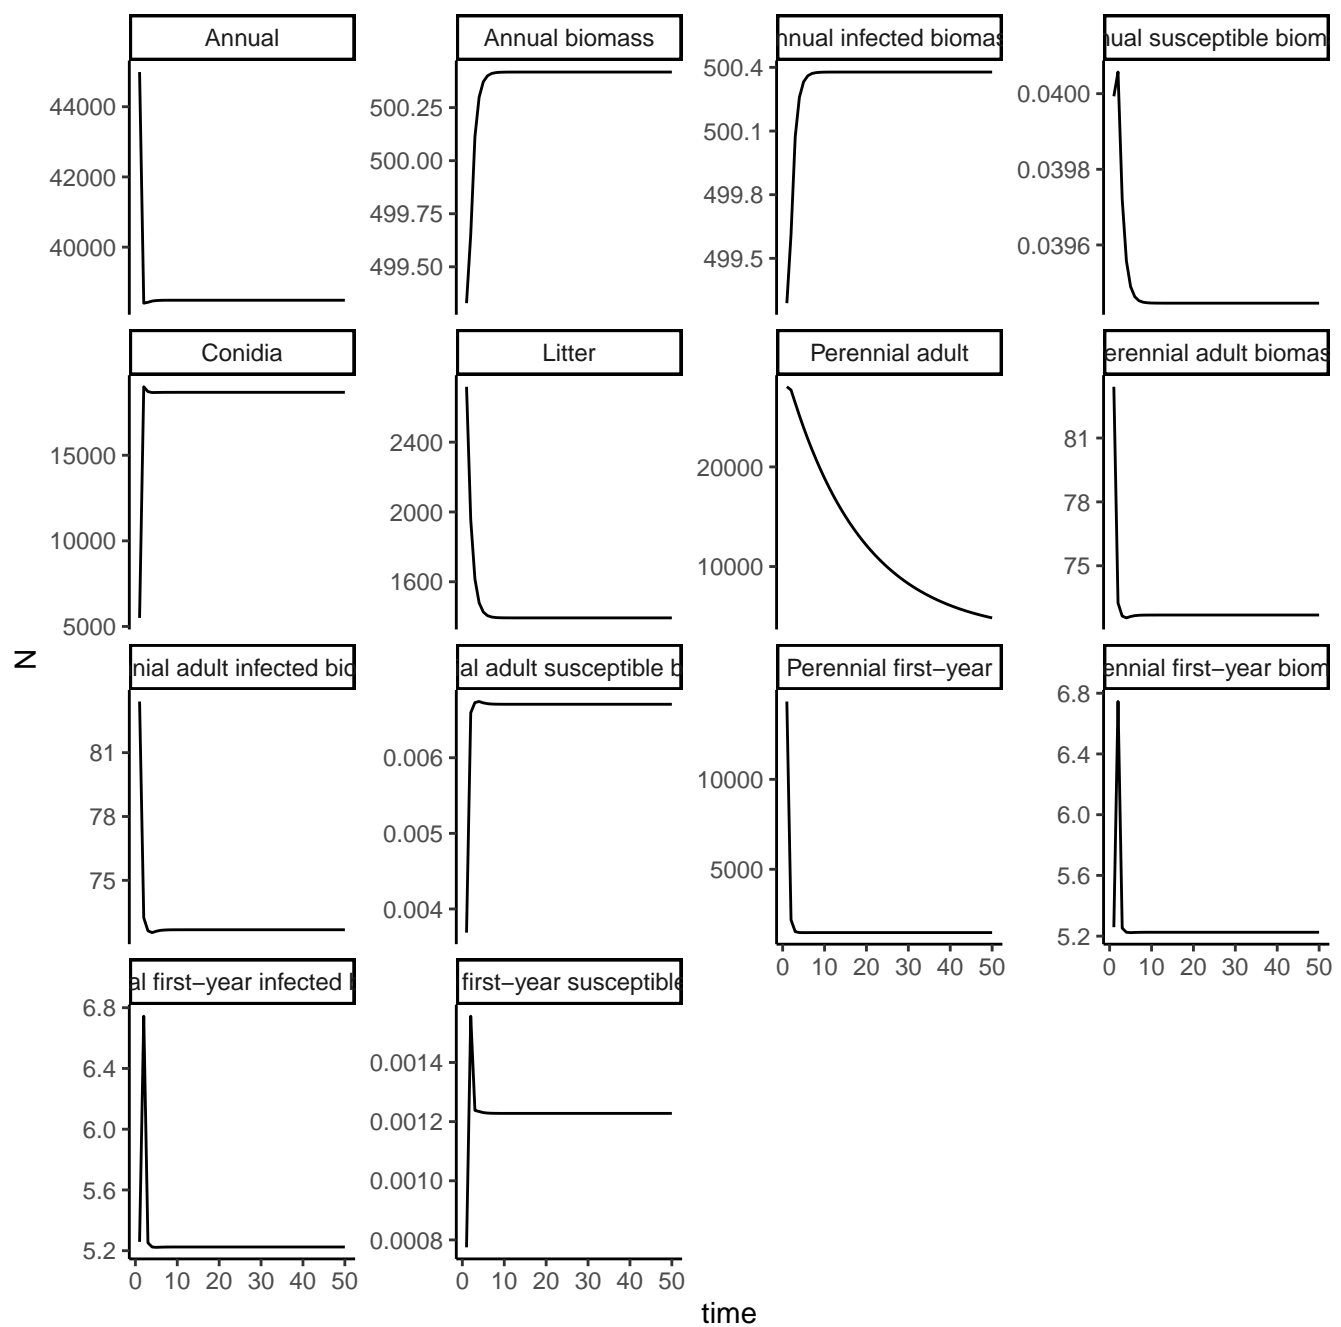 Annual
Annual biomass
nnual infected biomas
nual susceptible biom
44000
42000
40000
500.25
500.00
499.75
499.50
500.4
500.1
499.8
499.5
0.0400
0.0398
0.0396
Conidia
Litter
Perennial adult
erennial adult biomas
15000
10000
5000
2400
2000
1600
20000
10000
81
78
75
N
nial adult infected bio
al adult susceptible b
Perennial first−year
ennial first−year biom
81
78
75
0.006
0.005
0.004
10000
5000
6.8
6.4
6.0
5.6
5.2
0 10 20 30 40 50
0 10 20 30 40 50
al first−year infected b
first−year susceptible
6.8
6.4
6.0
5.6
5.2
0.0014
0.0012
0.0010
0.0008
0 10 20 30 40 50
0 10 20 30 40 50
time